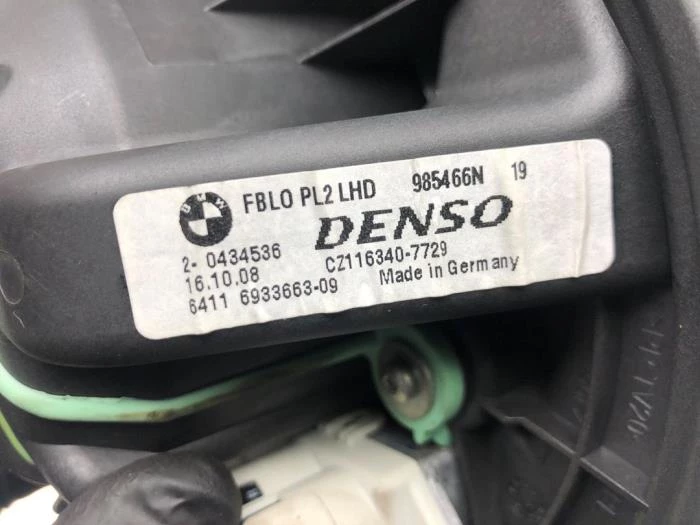 BMW
FBLO PL2 LHD 985466N 19
DENSO
2- 0434536 CZ116340-7729
16.10.08 Made in Germany
6411 6933663-09